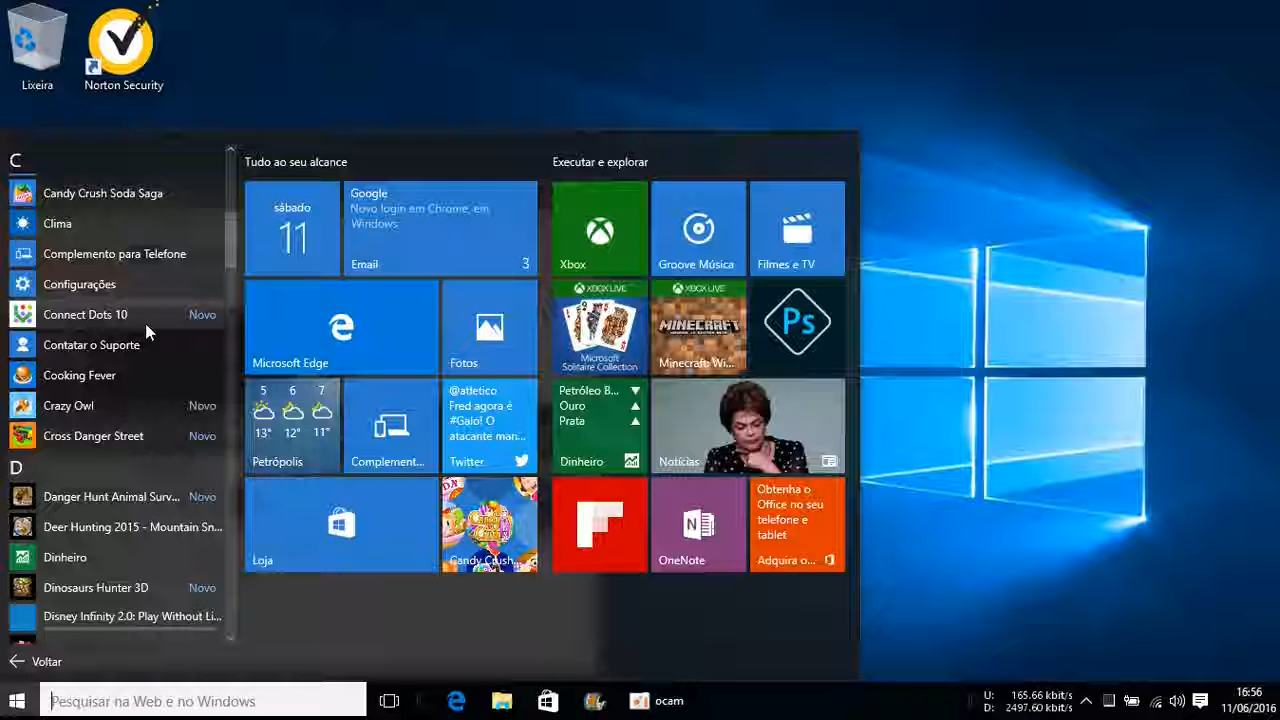 Lixeira
Norton Security
C
Candy Crush Soda Saga
Clima
Complemento para Telefone
Configurações
Connect Dots 10 Novo
Contatar o Suporte
Cooking Fever
Crazy Owl Novo
Cross Danger Street Novo
D
Danger Hunt Animal Surv... Novo
Deer Hunting 2015 - Mountain Sn...
Dinheiro
Dinosaurs Hunter 3D Novo
Disney Infinity 2.0: Play Without Li...
Voltar
Tudo ao seu alcance
sábado
11
Google
Novo login em Chrome, em
Windows
Email 3
Microsoft Edge
Fotos
5 6 7
13° 12° 11°
Petrópolis
Complement...
@atletico
Fred agora é
#Galo! O
atacante man...
Twitter
Loja
Candy Crush...
Executar e explorar
Xbox
Groove Música
Filmes e TV
XBOX LIVE
Microsoft
Solitaire Collection
XBOX LIVE
MINECRAFT
Minecraft: Wi...
Ps
Petróleo B...
Ouro
Prata
Dinheiro
Notícias
OneNote
Obtenha o
Office no seu
telefone e
tablet
Adquira o...
Pesquisar na Web e no Windows
ocam
U: 165.66 kbit/s
D: 2497.60 kbit/s
16:56
11/06/2016